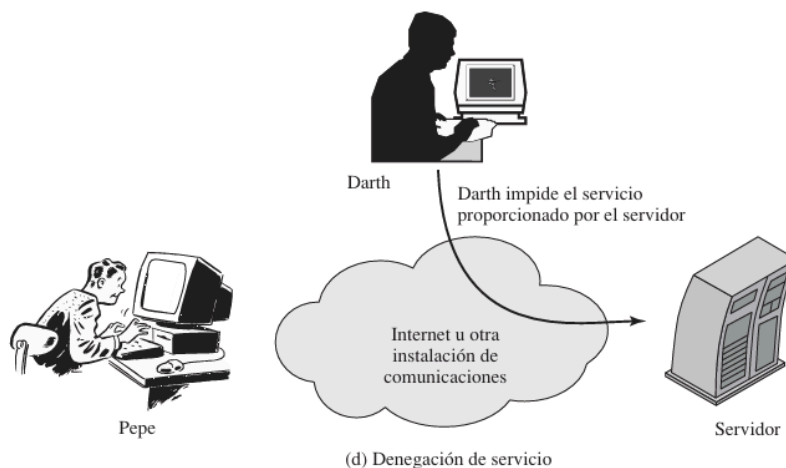 Darth
Darth impide el servicio
proporcionado por el servidor
Internet u otra
instalación de
comunicaciones
Pepe
Servidor
(d) Denegación de servicio